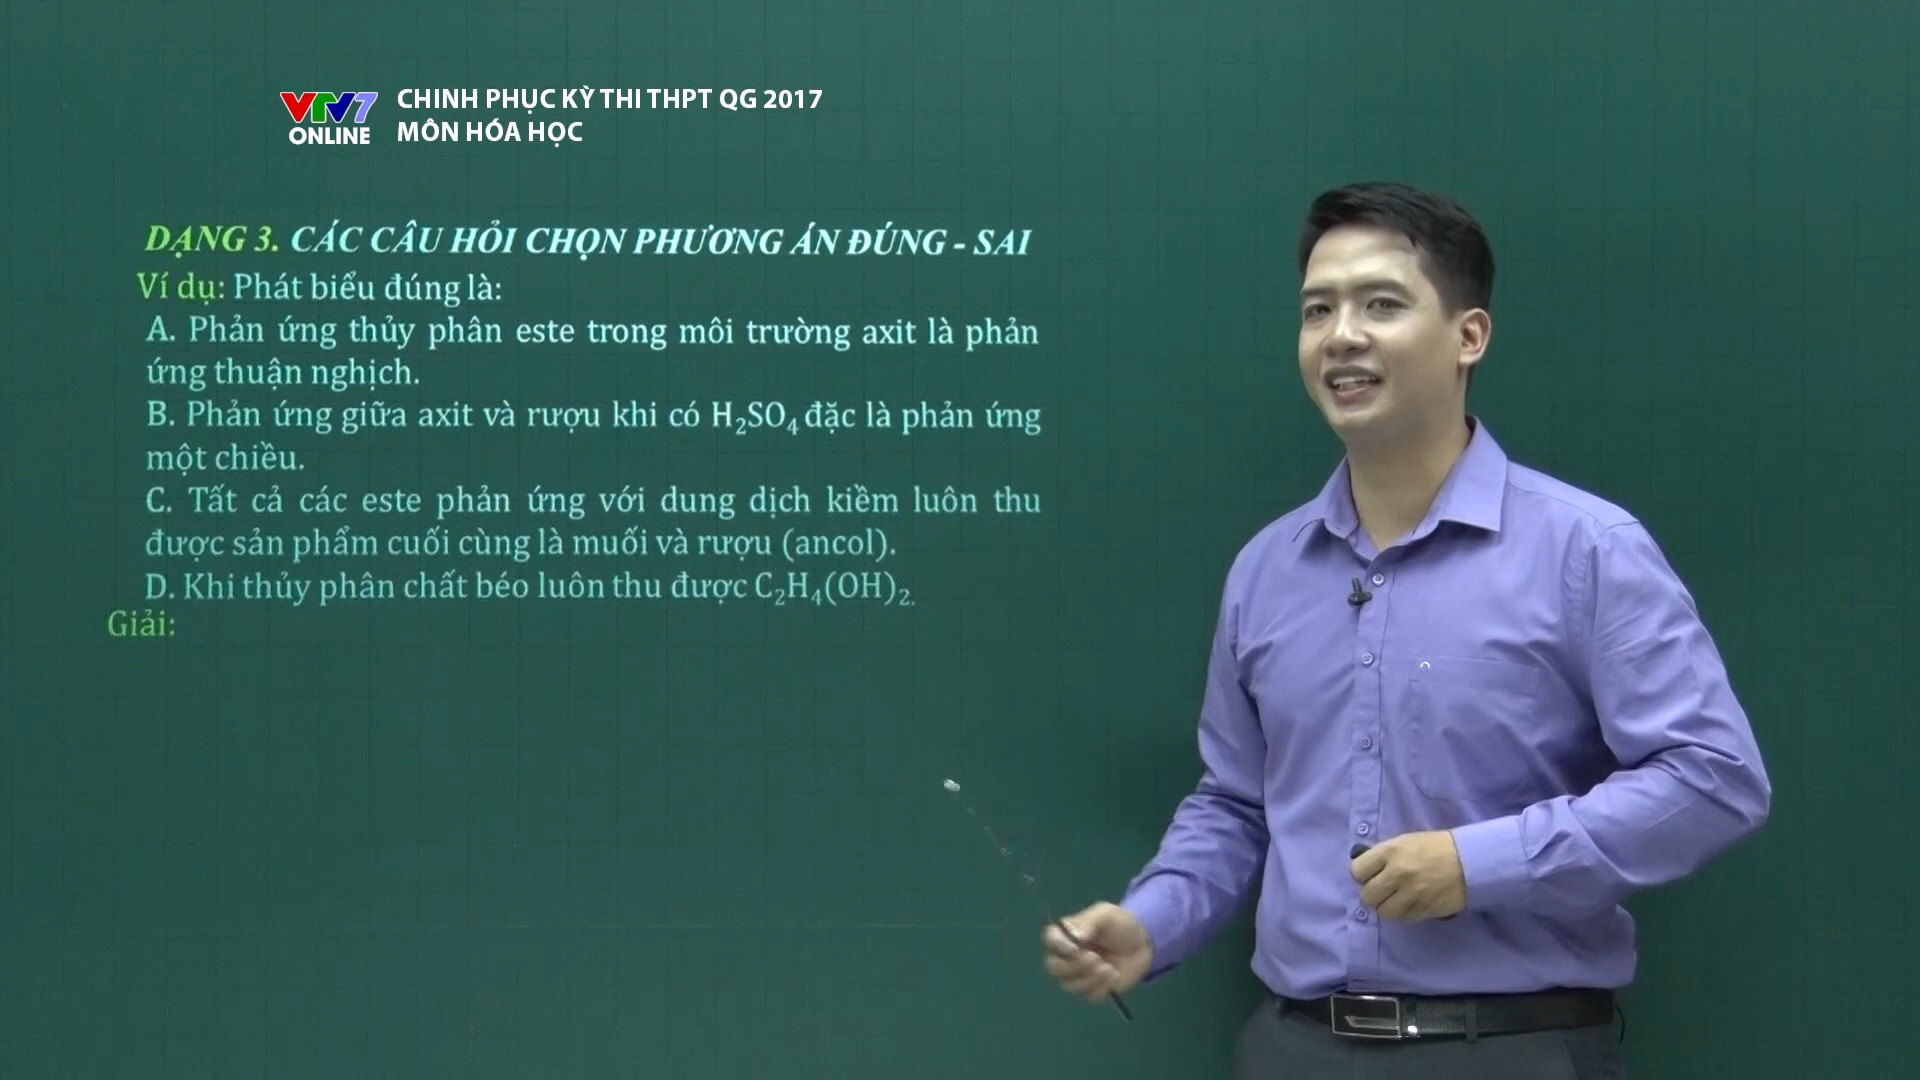 VTV7
ONLINE
CHINH PHỤC KỲ THI THPT QG 2017
MÔN HÓA HỌC
DẠNG 3. CÁC CÂU HỎI CHỌN PHƯƠNG ÁN ĐÚNG - SAI
Ví dụ: Phát biểu đúng là:
A. Phản ứng thủy phân este trong môi trường axit là phản
ứng thuận nghịch.
B. Phản ứng giữa axit và rượu khi có H₂SO₄ đặc là phản ứng
một chiều.
C. Tất cả các este phản ứng với dung dịch kiềm luôn thu
được sản phẩm cuối cùng là muối và rượu (ancol).
D. Khi thủy phân chất béo luôn thu được C₂H₄(OH)₂.
Giải: